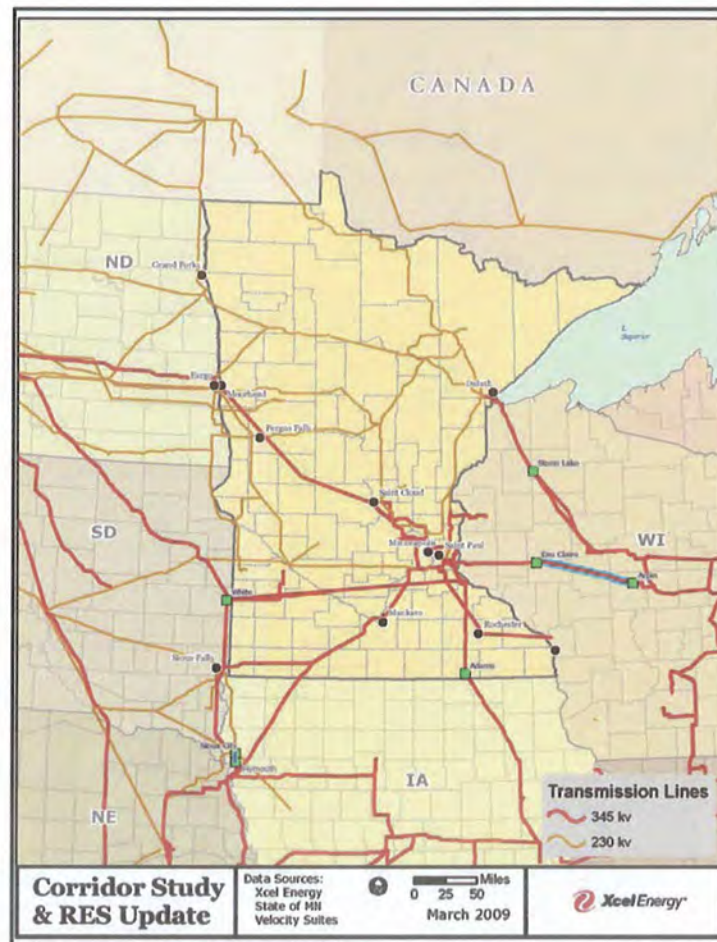 CANADA
ND
Grand Forks
L
Superior
Fargo
Moorhead
Duluth
Fergus Falls
Stone Lake
Saint Cloud
SD
WI
Minneapolis
Saint Paul
Eau Claire
Arpin
White
Mankato
Rochester
Sioux Falls
Adams
Sioux City
Plymouth
IA
NE
Transmission Lines
345 kv
230 kv
Corridor Study
& RES Update
Data Sources:
Xcel Energy
State of MN
Velocity Suites
Miles
0 25 50
March 2009
Xcel Energy